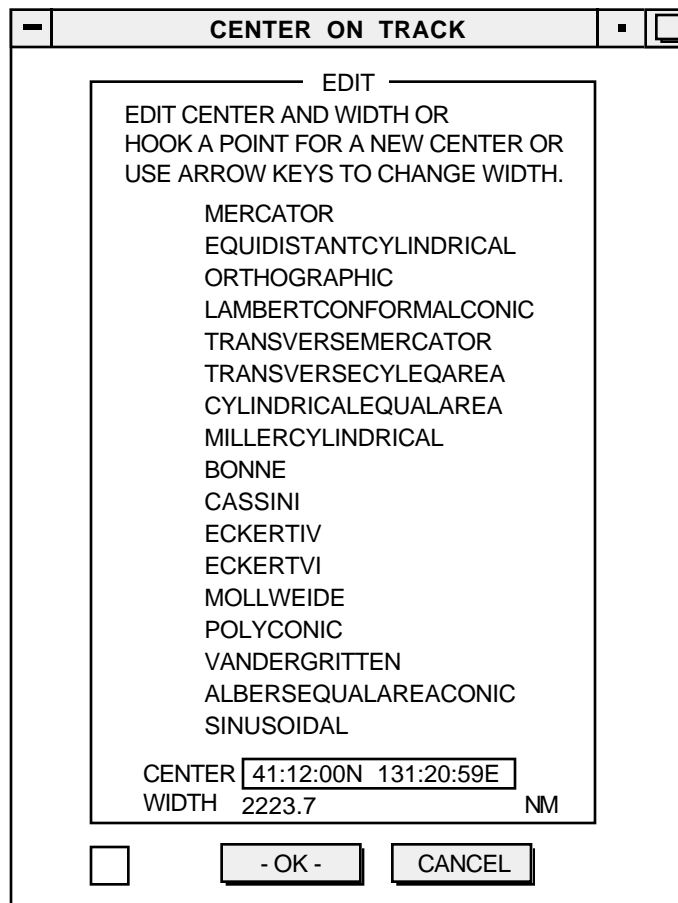 CENTER ON TRACK
EDIT
EDIT CENTER AND WIDTH OR
HOOK A POINT FOR A NEW CENTER OR
USE ARROW KEYS TO CHANGE WIDTH.
MERCATOR
EQUIDISTANTCYLINDRICAL
ORTHOGRAPHIC
LAMBERTCONFORMALCONIC
TRANSVERSEMERCATOR
TRANSVERSECYLEQAREA
CYLINDRICALEQUALAREA
MILLERCYLINDRICAL
BONNE
CASSINI
ECKERTIV
ECKERTVI
MOLLWEIDE
POLYCONIC
VANDERGRITTEN
ALBERSEQUALAREACONIC
SINUSOIDAL
CENTER 41:12:00N 131:20:59E
WIDTH 2223.7 NM
- OK - CANCEL